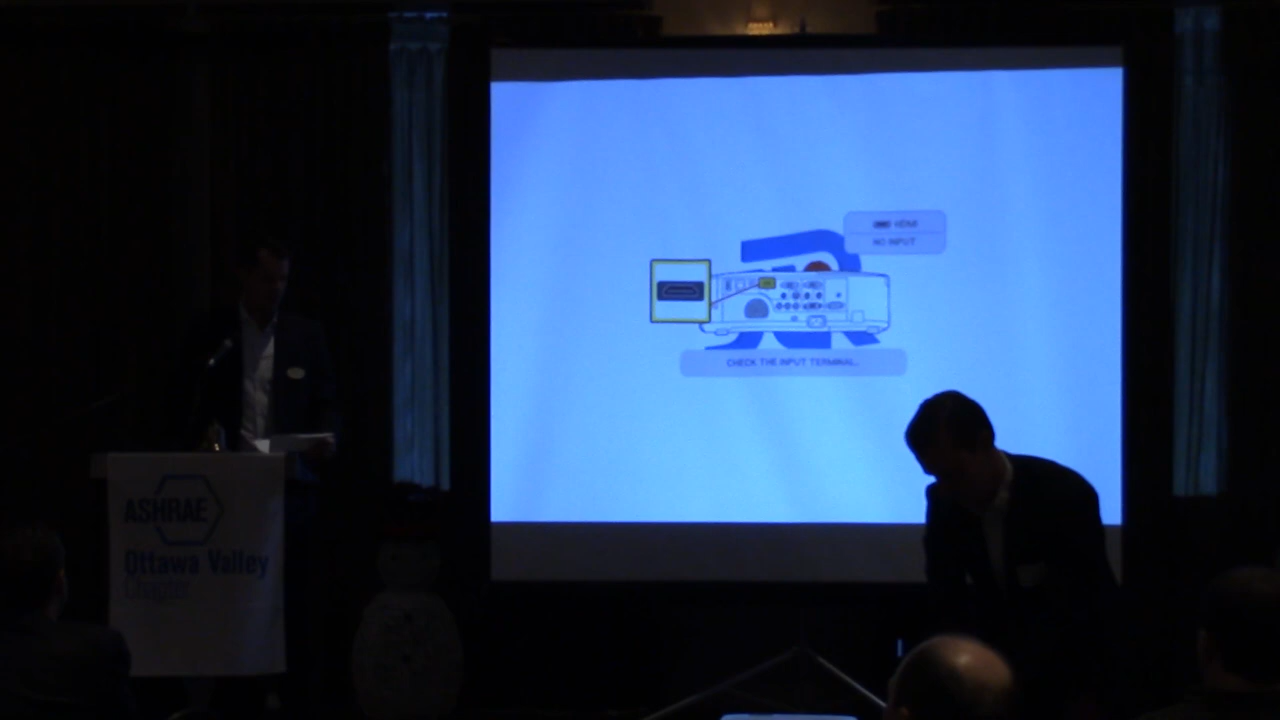 HDMI
NO INPUT
CHECK THE INPUT TERMINAL.
ASHRAE
Ottawa Valley
Chapter